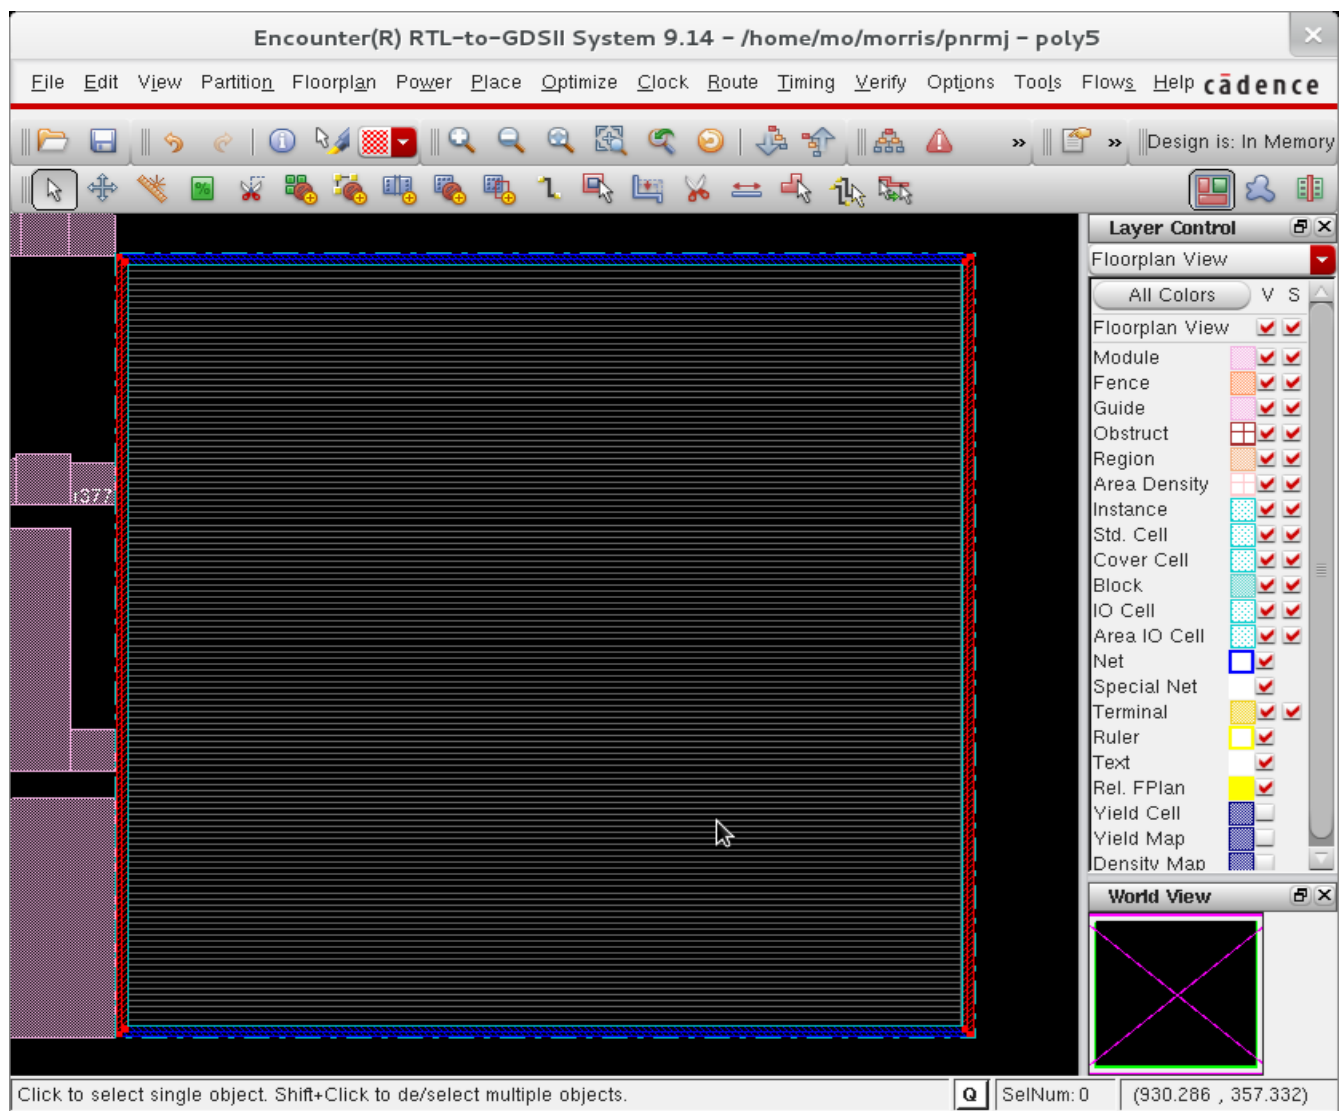 Encounter(R) RTL-to-GDSII System 9.14 - /home/mo/morris/pnrmj - poly5
File Edit View Partition Floorplan Power Place Optimize Clock Route Timing Verify Options Tools Flows Help cādence
» » Design is: In Memory
Layer Control
Floorplan View
All Colors V S
Floorplan View
Module
Fence
Guide
Obstruct
Region
Area Density
Instance
Std. Cell
Cover Cell
Block
IO Cell
Area IO Cell
Net
Special Net
Terminal
Ruler
Text
Rel. FPlan
Yield Cell
Yield Map
Density Map
World View
Click to select single object. Shift+Click to de/select multiple objects.
Q SelNum: 0 (930.286 , 357.332)